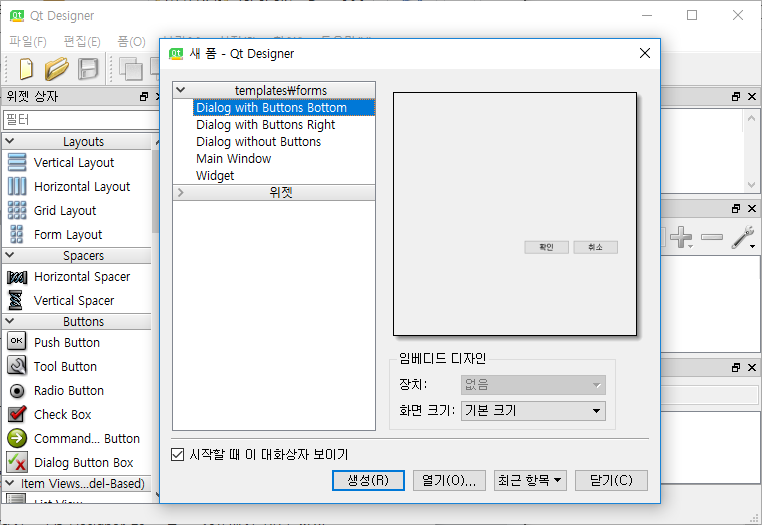 Qt Designer
파일(F) 편집(E) 폼(O)
위젯 상자
필터
Layouts
Vertical Layout
Horizontal Layout
Grid Layout
Form Layout
Spacers
Horizontal Spacer
Vertical Spacer
Buttons
Push Button
Tool Button
Radio Button
Check Box
Command... Button
Dialog Button Box
Item Views...del-Based)
List View
새 폼 - Qt Designer
templates₩forms
Dialog with Buttons Bottom
Dialog with Buttons Right
Dialog without Buttons
Main Window
Widget
위젯
확인 취소
임베디드 디자인
장치: 없음
화면 크기: 기본 크기
시작할 때 이 대화상자 보이기
생성(R) 열기(O)... 최근 항목 닫기(C)